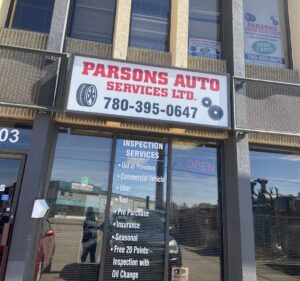 PARSONS AUTO
SERVICES LTD.
780-395-0647
03
INSPECTION
SERVICES
• Out of Province
• Commercial Vehicle
• Uber
• Taxi
• Pre Purchase
• Insurance
• Seasonal
• Free 20 Points
Inspection with
Oil Change
OPEN